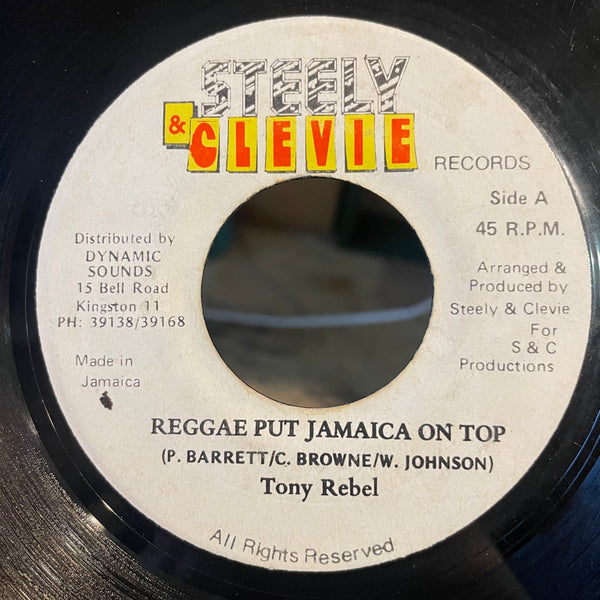 STEELY
& CLEVIE
RECORDS
Side A
45 R.P.M.
Distributed by
DYNAMIC
SOUNDS
15 Bell Road
Kingston 11
PH: 39138/39168
Made in
Jamaica
Arranged &
Produced by
Steely & Clevie
For
S & C
Productions
REGGAE PUT JAMAICA ON TOP
(P. BARRETT/C. BROWNE/W. JOHNSON)
Tony Rebel
All Rights Reserved